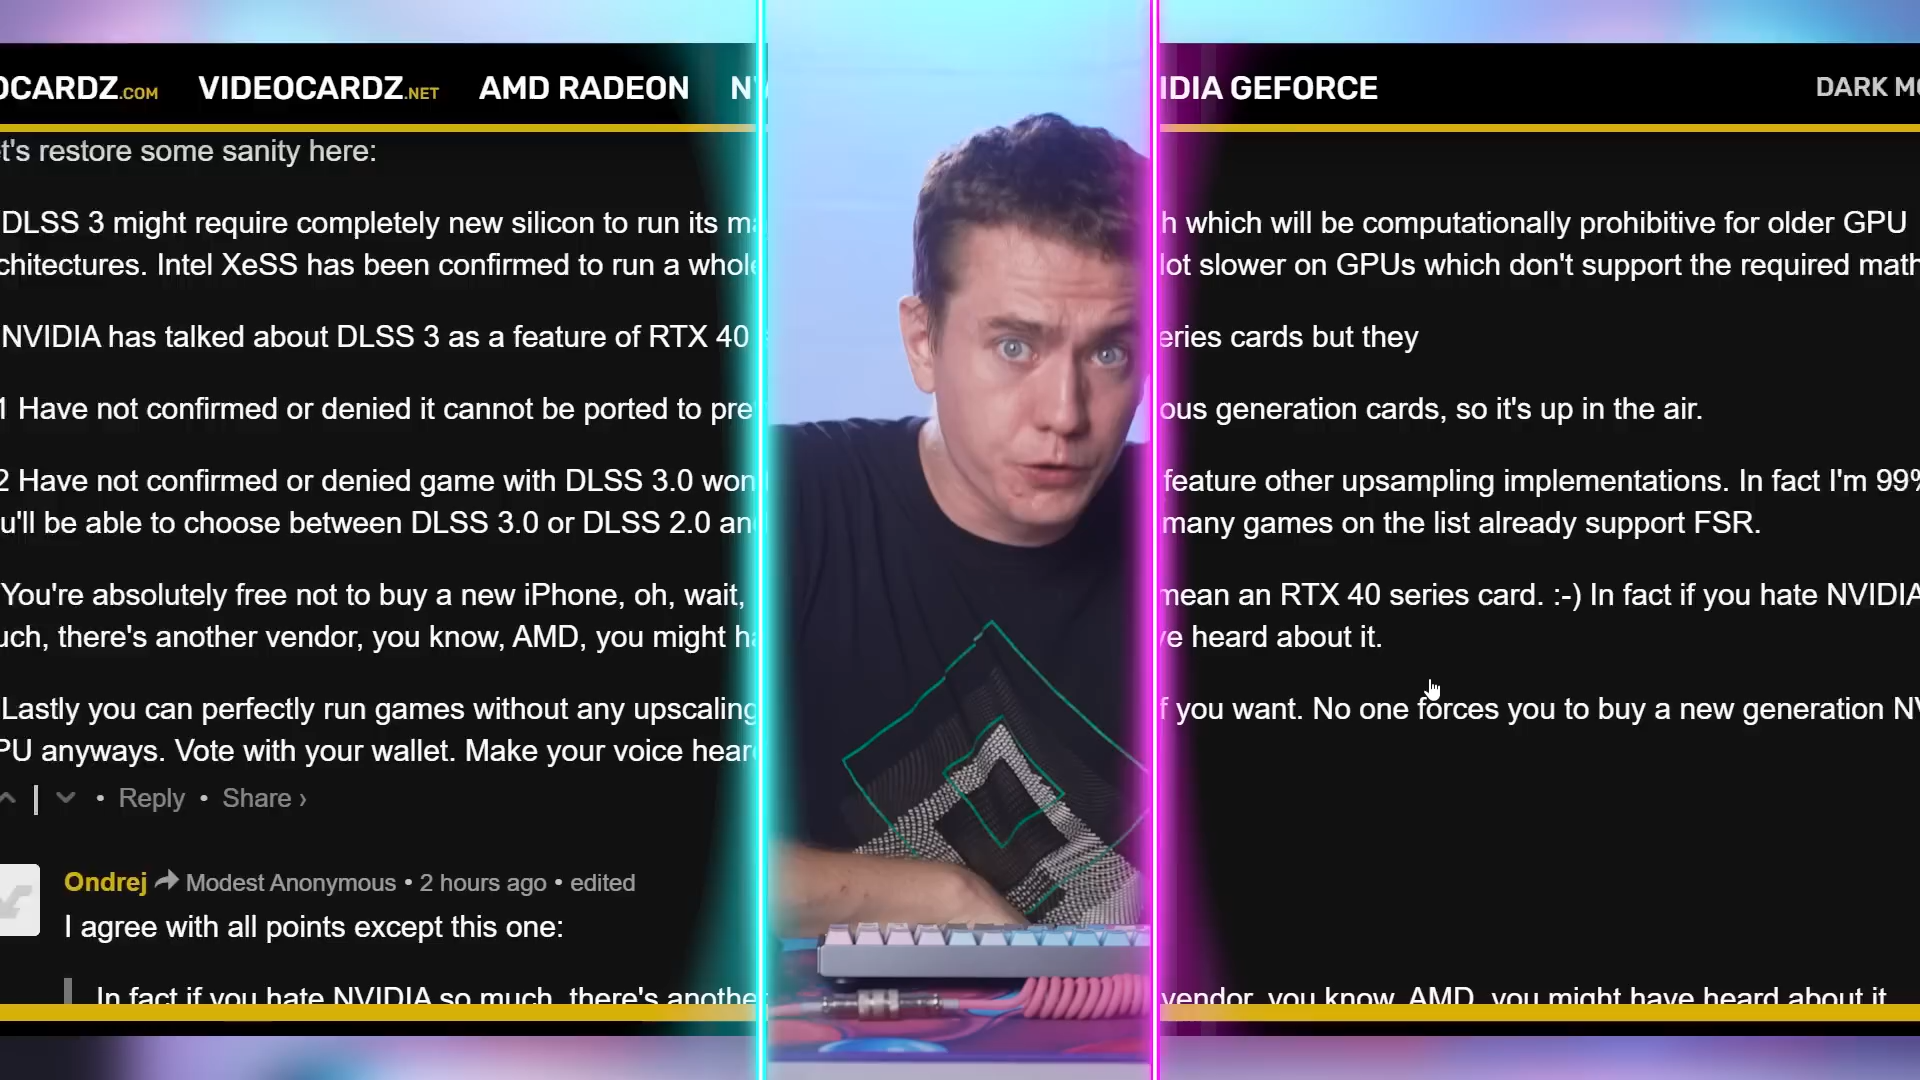 OCARDZ.COM VIDEOCARDZ.NET AMD RADEON NV IDIA GEFORCE DARK MO
t's restore some sanity here:
DLSS 3 might require completely new silicon to run its ma h which will be computationally prohibitive for older GPU
chitectures. Intel XeSS has been confirmed to run a whole lot slower on GPUs which don't support the required math
NVIDIA has talked about DLSS 3 as a feature of RTX 40 eries cards but they
1 Have not confirmed or denied it cannot be ported to pre ous generation cards, so it's up in the air.
2 Have not confirmed or denied game with DLSS 3.0 won feature other upsampling implementations. In fact I'm 99%
u'll be able to choose between DLSS 3.0 or DLSS 2.0 and many games on the list already support FSR.
You're absolutely free not to buy a new iPhone, oh, wait, mean an RTX 40 series card. :-) In fact if you hate NVIDIA
uch, there's another vendor, you know, AMD, you might ha ve heard about it.
Lastly you can perfectly run games without any upscaling f you want. No one forces you to buy a new generation NV
PU anyways. Vote with your wallet. Make your voice heard
• Reply • Share ›
Ondrej Modest Anonymous • 2 hours ago • edited
I agree with all points except this one:
In fact if you hate NVIDIA so much, there's another vendor, you know, AMD, you might have heard about it.